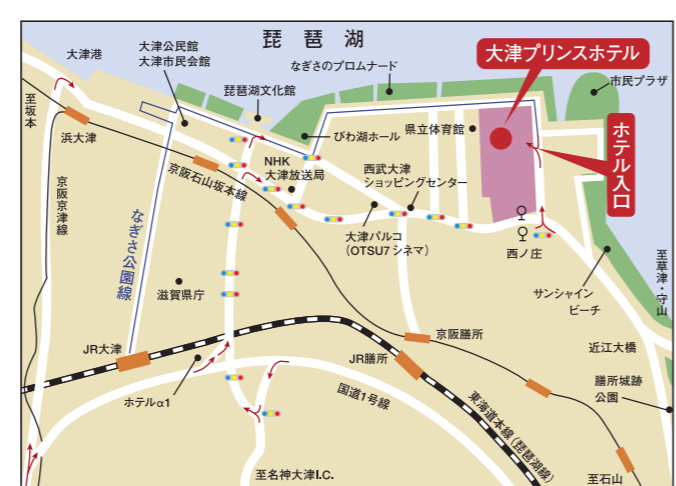 琵琶湖
大津港
大津公民館
大津市民会館
なぎさのプロムナード
大津プリンスホテル
市民プラザ
至坂本
琵琶湖文化館
浜大津
びわ湖ホール
県立体育館
ホテル入口
NHK
大津放送局
西武大津
ショッピングセンター
京阪石山坂本線
京阪京津線
なぎさ公園線
大津パルコ
（OTSU7シネマ）
西ノ庄
至草津・守山
滋賀県庁
サンシャイン
ビーチ
京阪膳所
近江大橋
JR大津
JR膳所
膳所城跡
公園
ホテルα1
国道1号線
東海道本線（琵琶湖線）
至名神大津I.C.
至石山